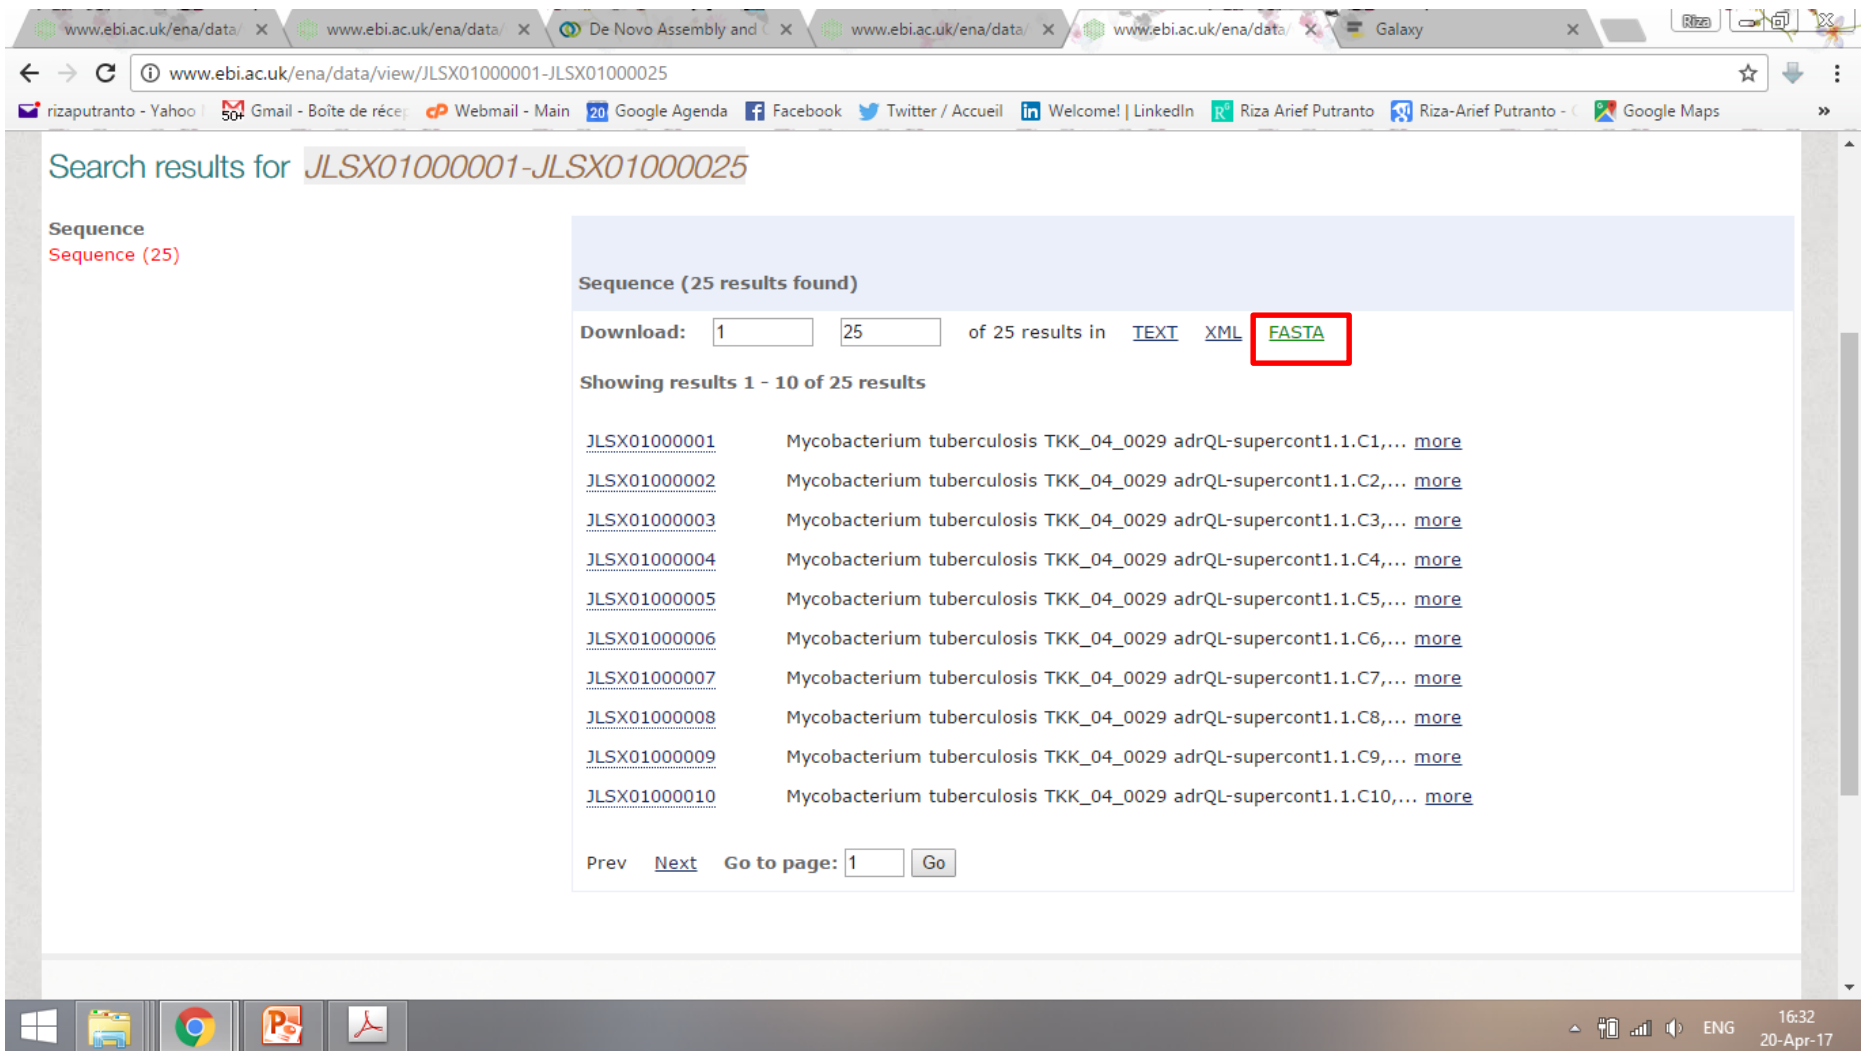 www.ebi.ac.uk/ena/data/ www.ebi.ac.uk/ena/data/ De Novo Assembly and www.ebi.ac.uk/ena/data/ www.ebi.ac.uk/ena/data/ Galaxy Riza
www.ebi.ac.uk/ena/data/view/JLSX01000001-JLSX01000025
rizaputranto - Yahoo 50+ Gmail - Boîte de récep cP Webmail - Main 20 Google Agenda Facebook Twitter / Accueil in Welcome! | LinkedIn Riza Arief Putranto Riza-Arief Putranto - Google Maps »
Search results for JLSX01000001-JLSX01000025
Sequence
Sequence (25)
Sequence (25 results found)
Download: 1 25 of 25 results in TEXT XML FASTA
Showing results 1 - 10 of 25 results
JLSX01000001 Mycobacterium tuberculosis TKK_04_0029 adrQL-supercont1.1.C1,... more
JLSX01000002 Mycobacterium tuberculosis TKK_04_0029 adrQL-supercont1.1.C2,... more
JLSX01000003 Mycobacterium tuberculosis TKK_04_0029 adrQL-supercont1.1.C3,... more
JLSX01000004 Mycobacterium tuberculosis TKK_04_0029 adrQL-supercont1.1.C4,... more
JLSX01000005 Mycobacterium tuberculosis TKK_04_0029 adrQL-supercont1.1.C5,... more
JLSX01000006 Mycobacterium tuberculosis TKK_04_0029 adrQL-supercont1.1.C6,... more
JLSX01000007 Mycobacterium tuberculosis TKK_04_0029 adrQL-supercont1.1.C7,... more
JLSX01000008 Mycobacterium tuberculosis TKK_04_0029 adrQL-supercont1.1.C8,... more
JLSX01000009 Mycobacterium tuberculosis TKK_04_0029 adrQL-supercont1.1.C9,... more
JLSX01000010 Mycobacterium tuberculosis TKK_04_0029 adrQL-supercont1.1.C10,... more
Prev Next Go to page: 1 Go
ENG 16:32
20-Apr-17